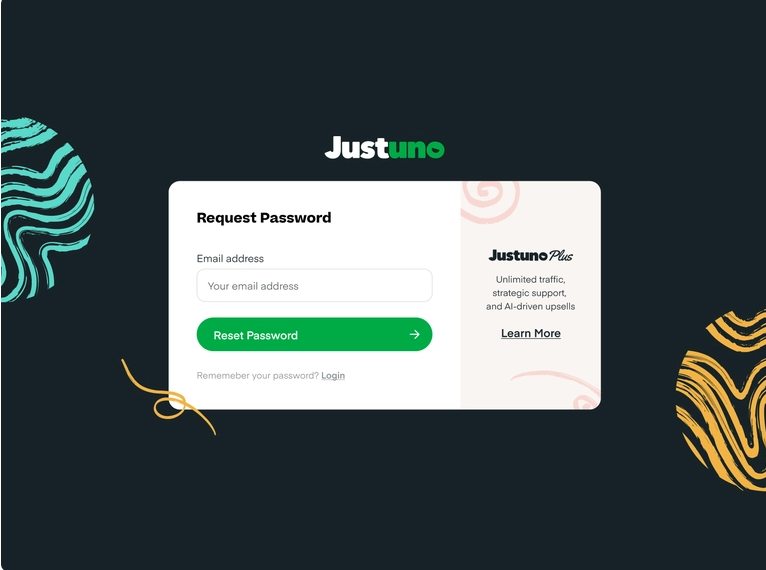 Justuno
Request Password
Email address
Your email address
Reset Password
Rememeber your password? Login
Justuno Plus
Unlimited traffic,
strategic support,
and AI-driven upsells
Learn More